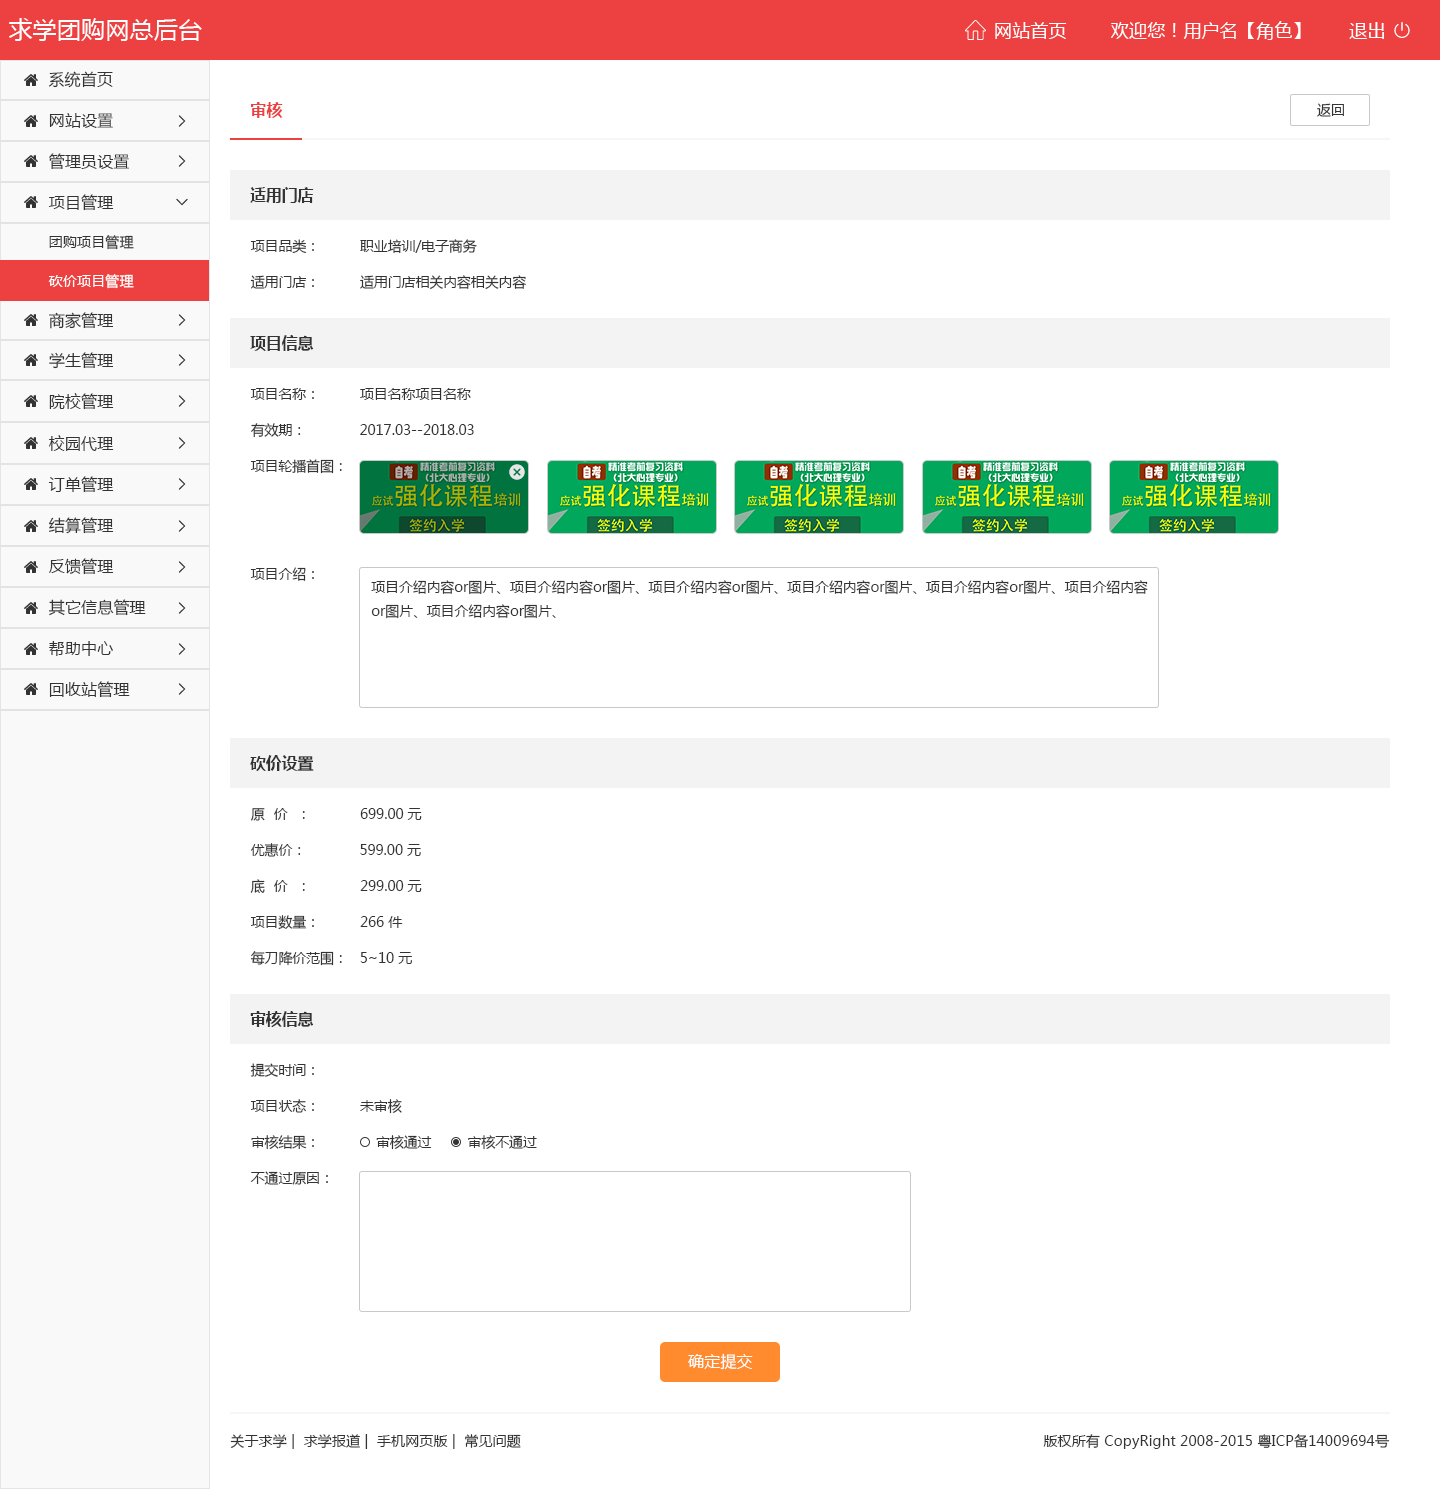 求学团购网总后台
网站首页
欢迎您！用户名【角色】
退出
系统首页
网站设置
管理员设置
项目管理
团购项目管理
砍价项目管理
商家管理
学生管理
院校管理
校园代理
订单管理
结算管理
反馈管理
其它信息管理
帮助中心
回收站管理
审核
返回
适用门店
项目品类： 职业培训/电子商务
适用门店： 适用门店相关内容相关内容
项目信息
项目名称： 项目名称项目名称
有效期： 2017.03--2018.03
项目轮播首图：
自考 精准考前复习资料
（北大心理专业）
应试强化课程培训
签约入学
自考 精准考前复习资料
（北大心理专业）
应试强化课程培训
签约入学
自考 精准考前复习资料
（北大心理专业）
应试强化课程培训
签约入学
自考 精准考前复习资料
（北大心理专业）
应试强化课程培训
签约入学
自考 精准考前复习资料
（北大心理专业）
应试强化课程培训
签约入学
项目介绍：
项目介绍内容or图片、项目介绍内容or图片、项目介绍内容or图片、项目介绍内容or图片、项目介绍内容or图片、项目介绍内容
or图片、项目介绍内容or图片、
砍价设置
原 价 ： 699.00 元
优惠价： 599.00 元
底 价 ： 299.00 元
项目数量： 266 件
每刀降价范围： 5~10 元
审核信息
提交时间：
项目状态： 未审核
审核结果： 审核通过 审核不通过
不通过原因：
确定提交
关于求学 | 求学报道 | 手机网页版 | 常见问题
版权所有 CopyRight 2008-2015 粤ICP备14009694号